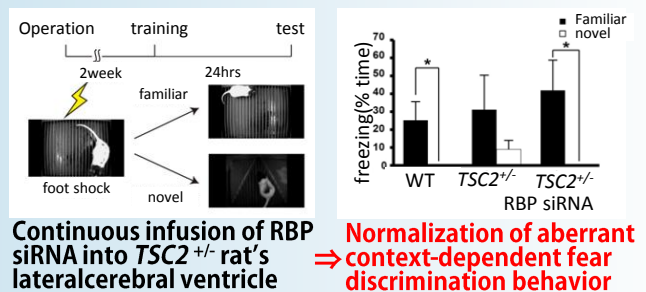 Operation training test
2week 24hrs
familiar
foot shock
novel
Familiar
novel
freezing(% time)
70
60
50
40
30
20
10
0
*
*
WT TSC2+/- TSC2+/-
RBP siRNA
Continuous infusion of RBP
siRNA into TSC2 +/- rat's
lateralcerebral ventricle
⇒
Normalization of aberrant
context-dependent fear
discrimination behavior